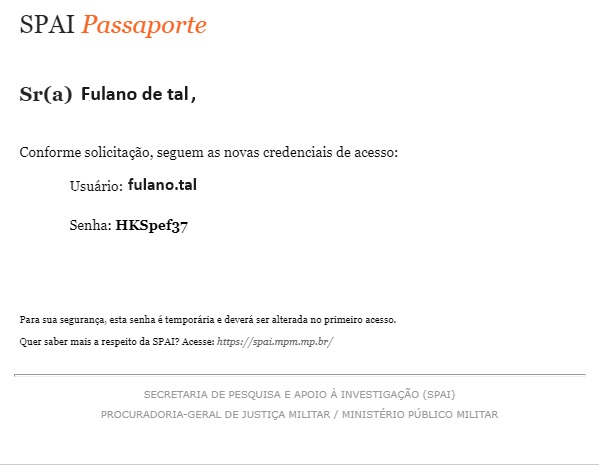 SPAI Passaporte
Sr(a) Fulano de tal,
Conforme solicitação, seguem as novas credenciais de acesso:
Usuário: fulano.tal
Senha: HKSpef37
Para sua segurança, esta senha é temporária e deverá ser alterada no primeiro acesso.
Quer saber mais a respeito da SPAI? Acesse: https://spai.mpm.mp.br/
SECRETARIA DE PESQUISA E APOIO À INVESTIGAÇÃO (SPAI)
PROCURADORIA-GERAL DE JUSTIÇA MILITAR / MINISTÉRIO PÚBLICO MILITAR